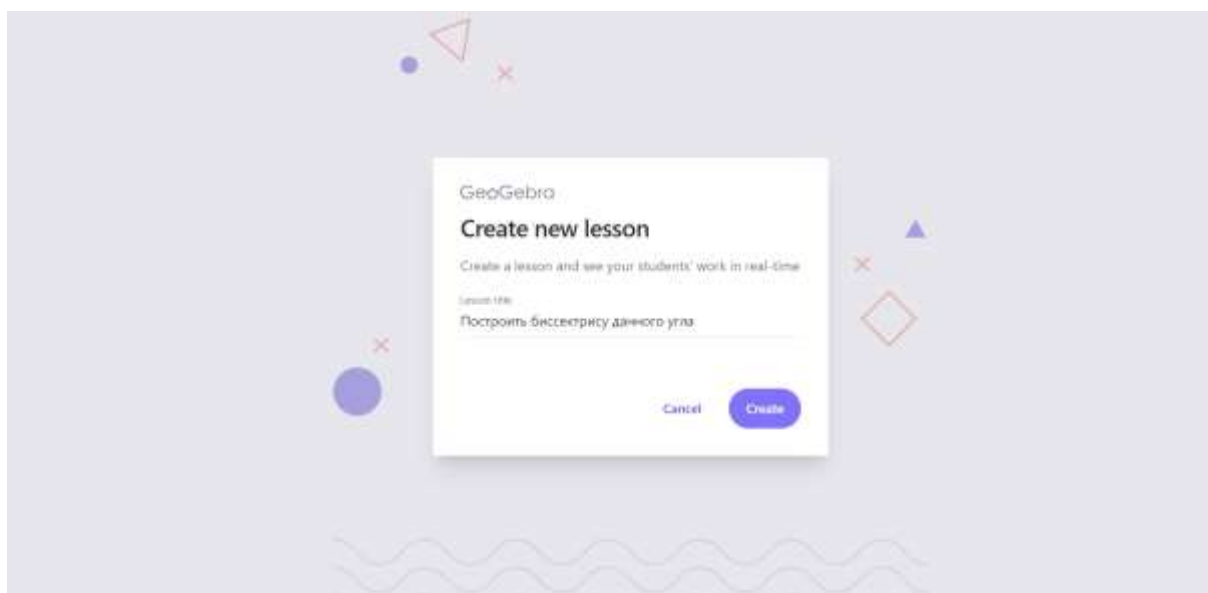 GeoGebra
Create new lesson
Create a lesson and see your students' work in real-time
Lesson title
Построить биссектрису данного угла
Cancel
Create